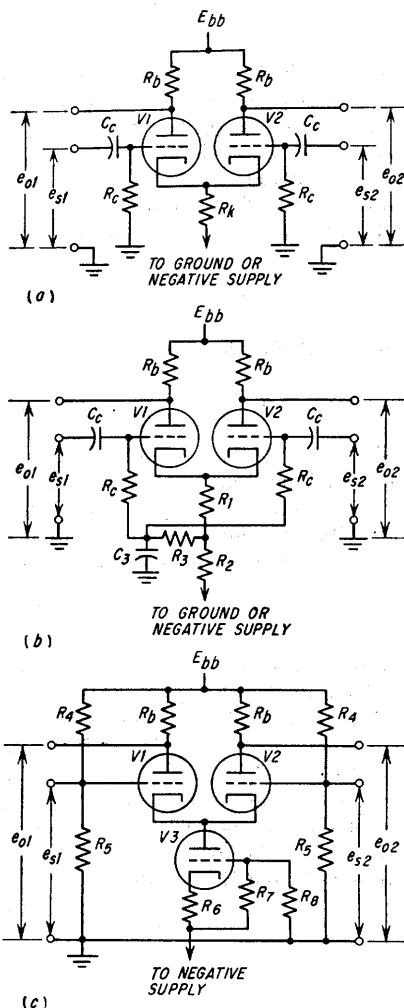 Ebb
Rb Rb
V1 V2
Cc Cc
eo1 es1 Rc Rk Rc es2 eo2
TO GROUND OR
NEGATIVE SUPPLY
(a)
Ebb
Rb Rb
V1 V2
Cc Cc
eo1 es1 Rc R1 Rc es2 eo2
C3 R3 R2
TO GROUND OR
NEGATIVE SUPPLY
(b)
Ebb
R4 Rb Rb R4
V1 V2
eo1 es1 R5 V3 R5 es2 eo2
R6 R7 R8
TO NEGATIVE
SUPPLY
(c)